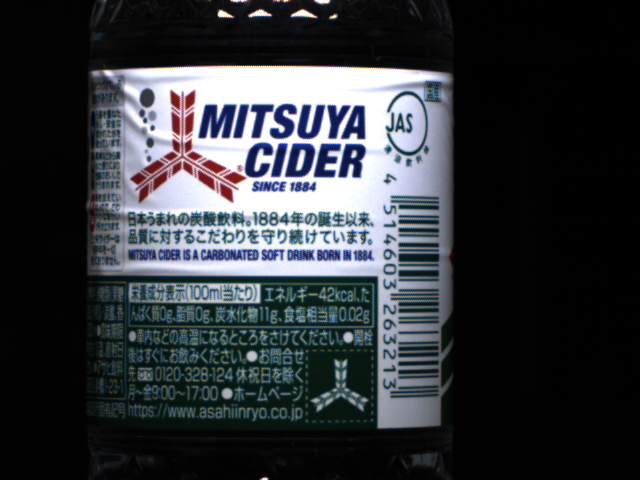 MITSUYA
CIDER
SINCE 1884
JAS
日本うまれの炭酸飲料。1884年の誕生以来、
品質に対するこだわりを守り続けています。
MITSUYA CIDER IS A CARBONATED SOFT DRINK BORN IN 1884.
栄養成分表示(100ml当たり) エネルギー42kcal、た
んぱく質0g、脂質0g、炭水化物11g、食塩相当量0.02g
●車内などの高温になるところをさけてください。●開栓
後はすぐにお飲みください。●お問合せ
先 0120-328-124 休祝日を除く
月～金9:00～17:00 ●ホームページ
https://www.asahiinryo.co.jp
4 514603 263213